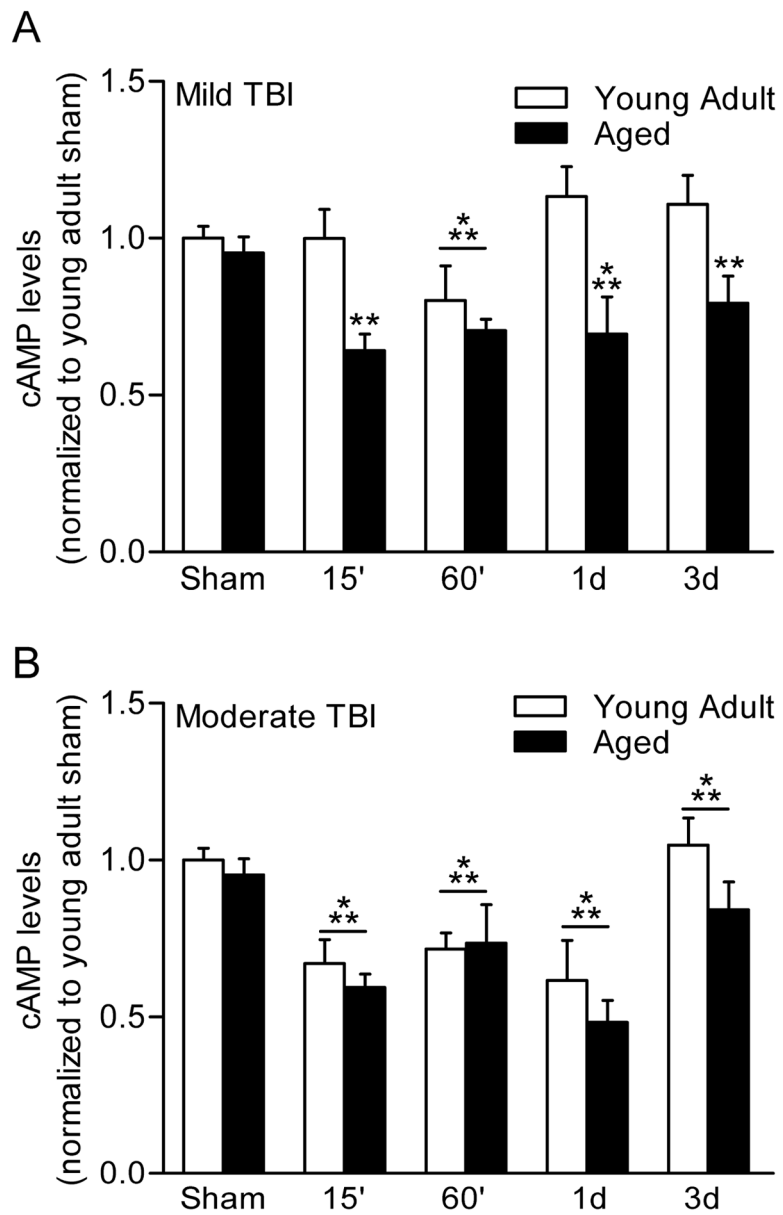 A
cAMP levels
(normalized to young adult sham)
1.5
1.0
0.5
0.0
Mild TBI
Young Adult
Aged
**
*
**
*
**
**
Sham 15' 60' 1d 3d
B
cAMP levels
(normalized to young adult sham)
1.5
1.0
0.5
0.0
Moderate TBI
Young Adult
Aged
*
**
*
**
*
**
*
**
Sham 15' 60' 1d 3d